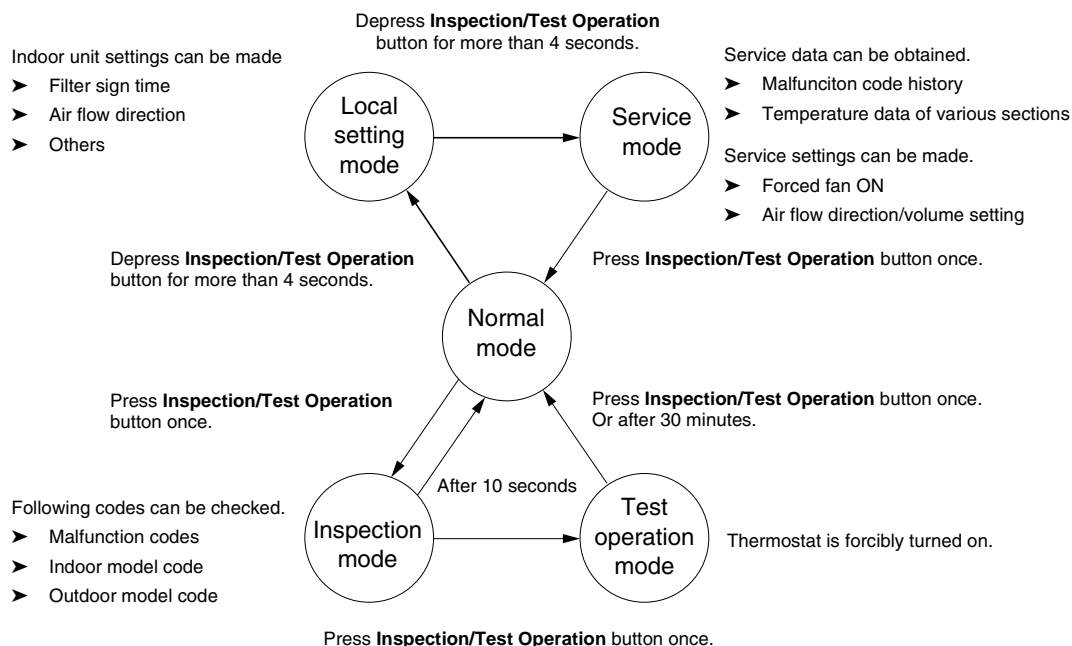 Depress Inspection/Test Operation
button for more than 4 seconds.
Indoor unit settings can be made
➤ Filter sign time
➤ Air flow direction
➤ Others
Local
setting
mode
Service
mode
Service data can be obtained.
➤ Malfunciton code history
➤ Temperature data of various sections
Service settings can be made.
➤ Forced fan ON
➤ Air flow direction/volume setting
Depress Inspection/Test Operation
button for more than 4 seconds.
Press Inspection/Test Operation button once.
Normal
mode
Press Inspection/Test Operation
button once.
Press Inspection/Test Operation button once.
Or after 30 minutes.
After 10 seconds
Following codes can be checked.
➤ Malfunction codes
➤ Indoor model code
➤ Outdoor model code
Inspection
mode
Test
operation
mode
Thermostat is forcibly turned on.
Press Inspection/Test Operation button once.